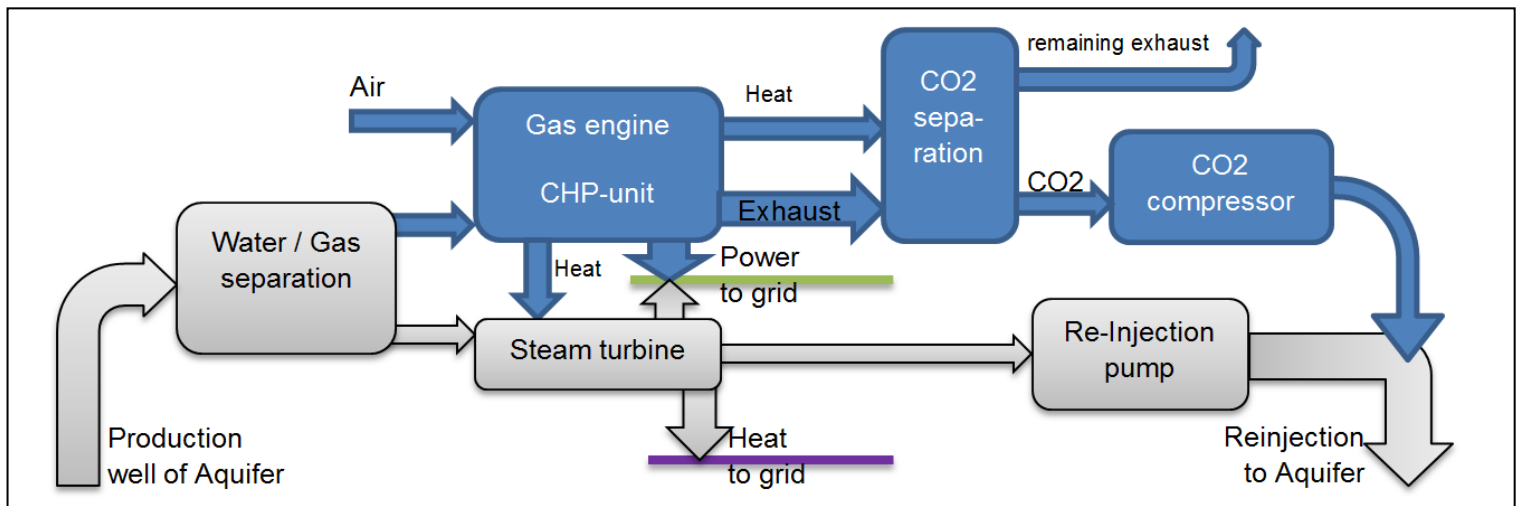 remaining exhaust
Air
Heat
CO2
sepa-
ration
Gas engine
CHP-unit
CO2
compressor
CO2
Exhaust
Water / Gas
separation
Heat
Power
to grid
Steam turbine
Re-Injection
pump
Production
well of Aquifer
Heat
to grid
Reinjection
to Aquifer